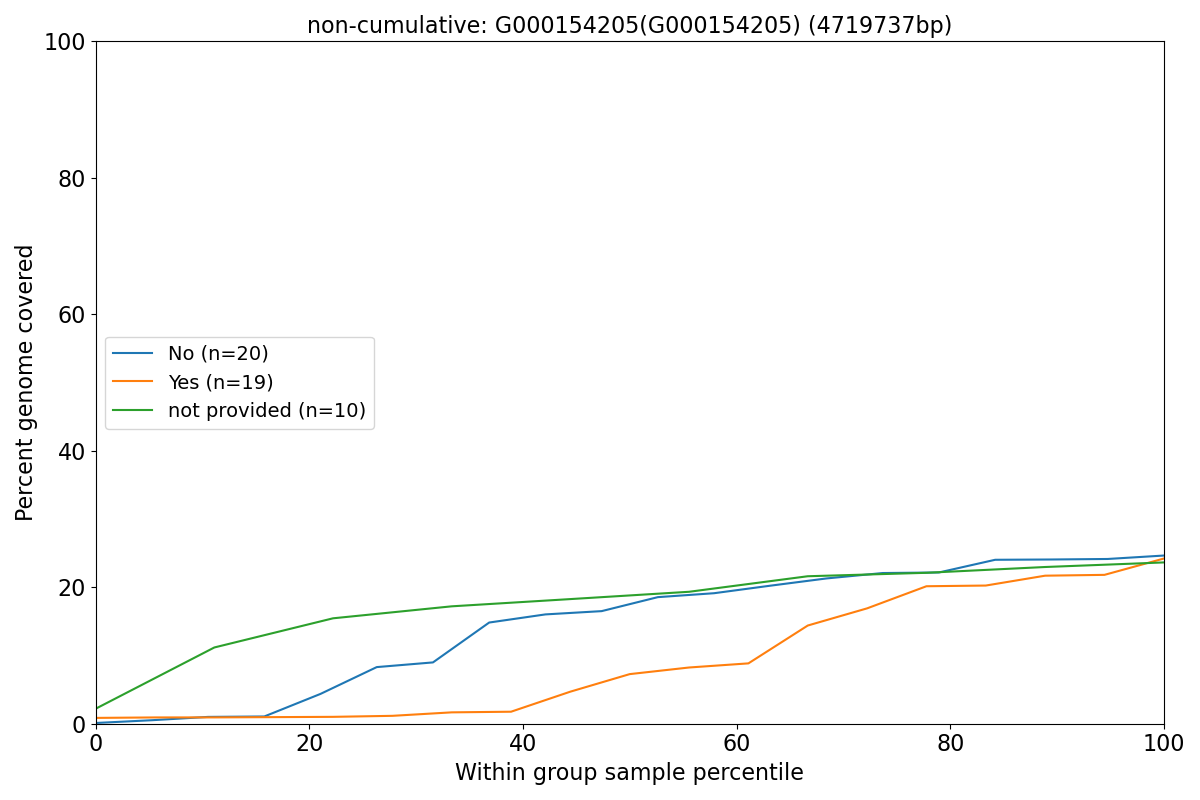 non-cumulative: G000154205(G000154205) (4719737bp)
100
80
60
40
20
0
Percent genome covered
No (n=20)
Yes (n=19)
not provided (n=10)
0 20 40 60 80 100
Within group sample percentile